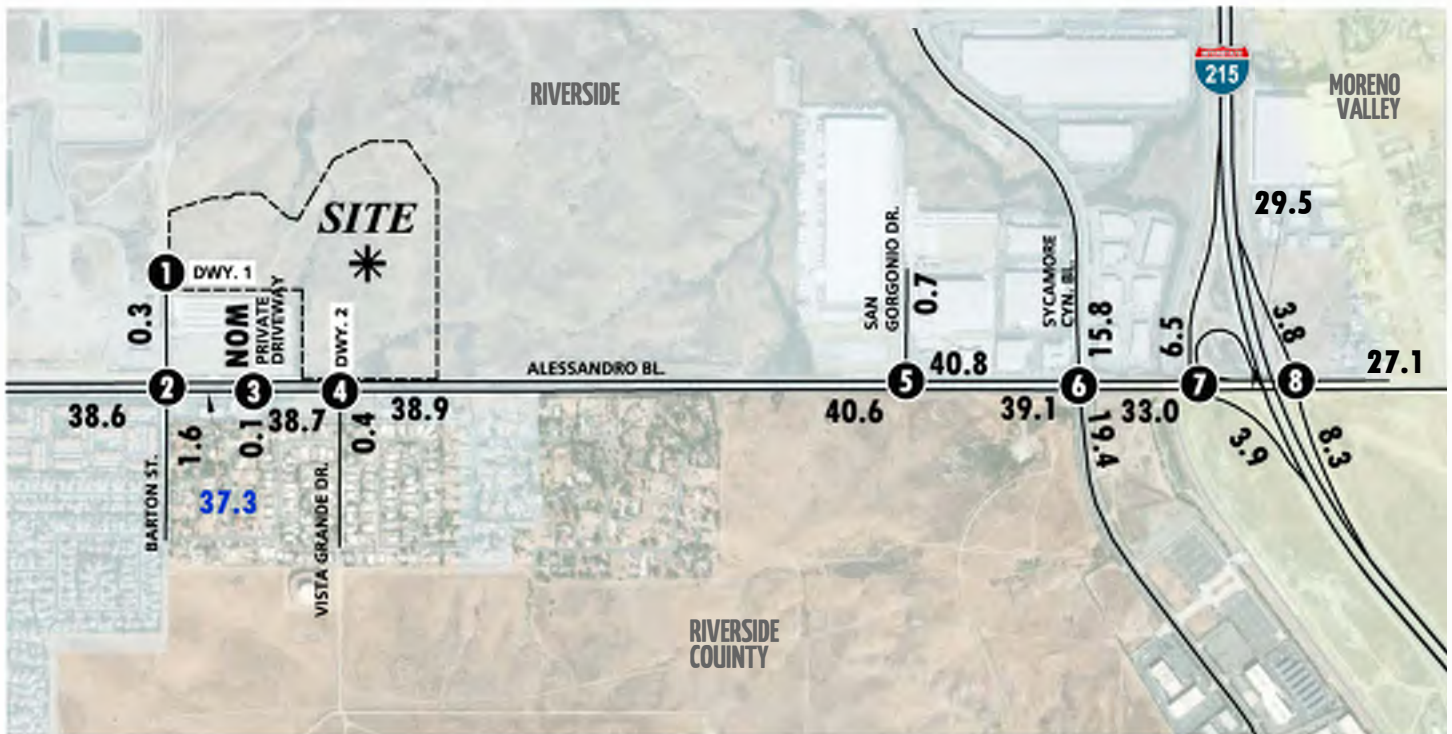 RIVERSIDE
INTERSTATE
215
MORENO
VALLEY
29.5
SITE
1
DWY. 1
0.3
NOM
PRIVATE
DRIVEWAY
DWY. 2
SAN
GORGONIO DR.
0.7
SYCAMORE
CYN. BL.
15.8
6.5
3.8
27.1
ALESSANDRO BL.
40.8
2
3
4
5
6
7
8
38.6
1.6
0.1
38.7
0.4
38.9
40.6
39.1
19.4
33.0
3.9
8.3
BARTON ST.
37.3
VISTA GRANDE DR.
RIVERSIDE
COUINTY